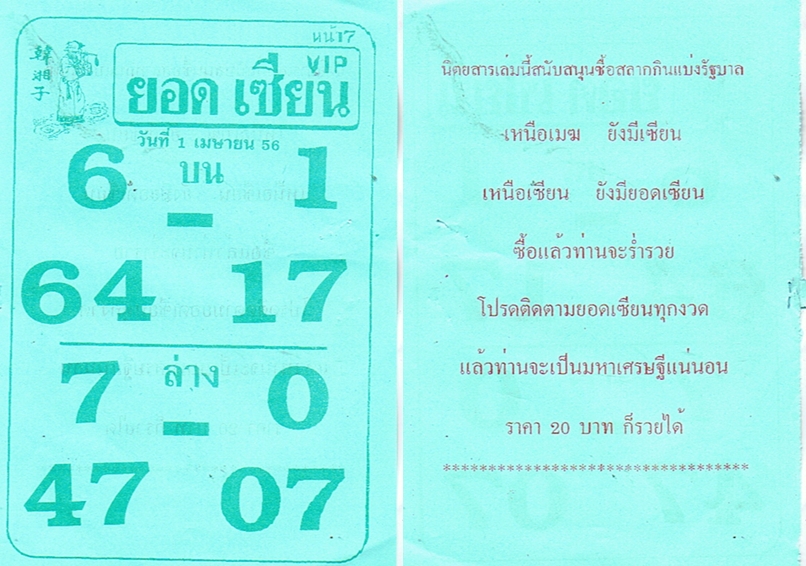 หน้า7
韓湘子
VIP
ยอด เซียน
วันที่ 1 เมษายน 56
บน
6 - 1
64 17
ล่าง
7 - 0
47 07
นิตยสารเล่มนี้สนับสนุนซื้อสลากกินแบ่งรัฐบาล
เหนือเมฆ ยังมีเซียน
เหนือเซียน ยังมียอดเซียน
ซื้อแล้วท่านจะร่ำรวย
โปรดติดตามยอดเซียนทุกงวด
แล้วท่านจะเป็นมหาเศรษฐีแน่นอน
ราคา 20 บาท ก็รวยได้
**********************************